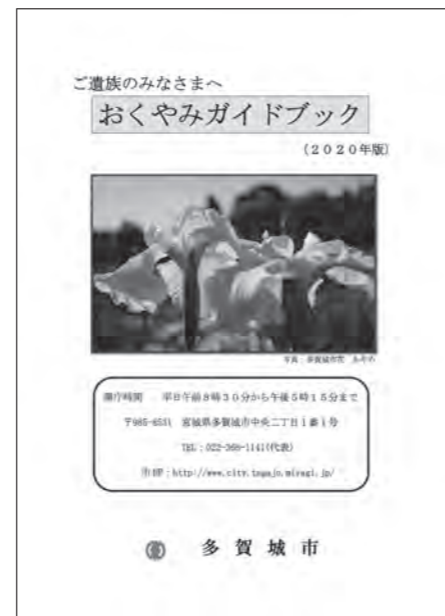 ご遺族のみなさまへ
おくやみガイドブック
(2020年版)
写真:多賀城市花 あやめ
開庁時間 平日午前8時30分から午後5時15分まで
〒985-8531 宮城県多賀城市中央二丁目1番1号
TEL:022-368-1141(代表)
市HP:http://www.city.tagajo.miyagi.jp/
多賀城市